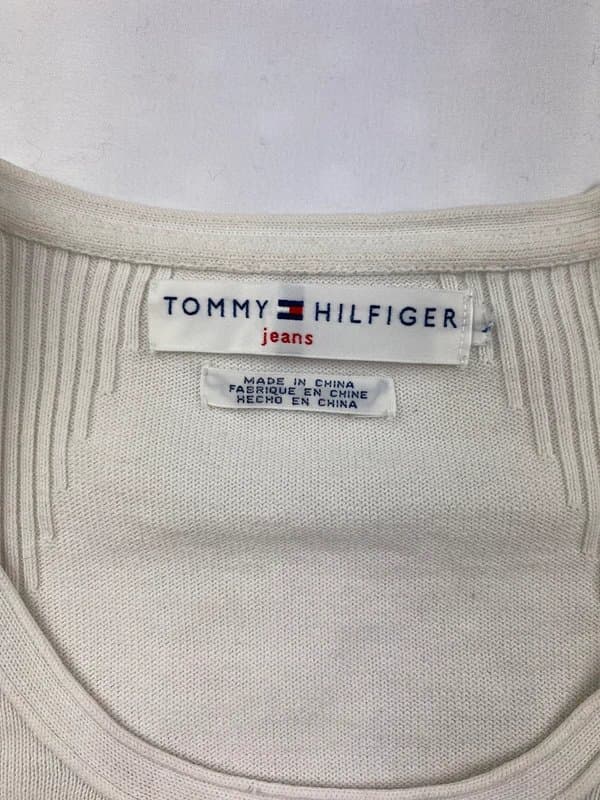 TOMMY HILFIGER
jeans
MADE IN CHINA
FABRIQUE EN CHINE
HECHO EN CHINA